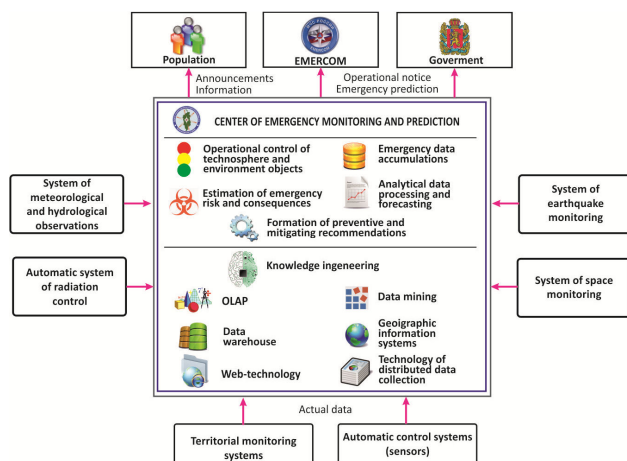 Population
EMERCOM
Goverment
Announcements
Information
Operational notice
Emergency prediction
CENTER OF EMERGENCY MONITORING AND PREDICTION
Operational control of
technosphere and
environment objects
Emergency data
accumulations
Estimation of emergency
risk and consequences
Analytical data
processing and
forecasting
Formation of preventive and
mitigating recommendations
System of
meteorological
and hydrological
observations
System of
earthquake
monitoring
Knowledge ingeneering
Automatic system
of radiation
control
System of space
monitoring
OLAP
Data mining
Data
warehouse
Geoigraphic
information
systems
Web-technology
Technology of
distributed data
collection
Actual data
Territorial monitoring
systems
Automatic control systems
(sensors)